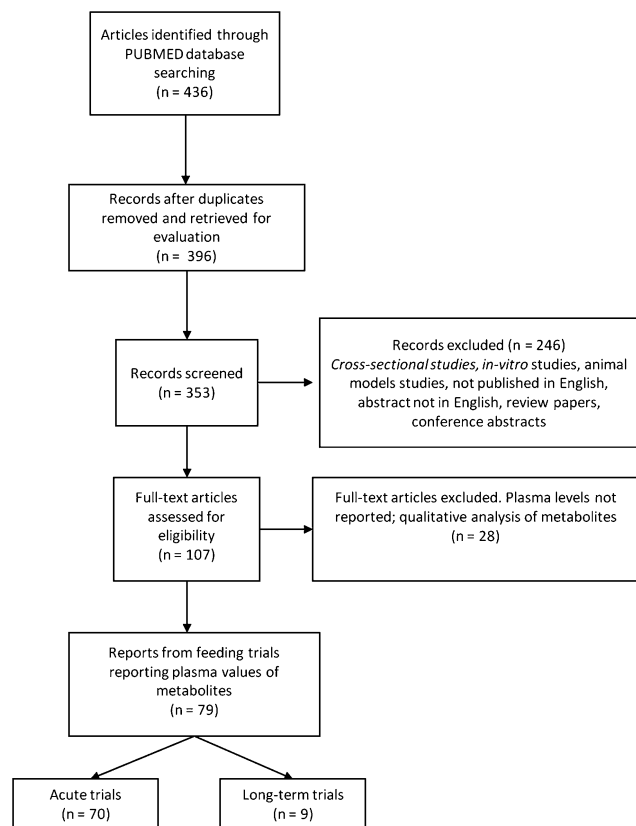 Articles identified through
PUBMED database
searching
(n = 436)
Records after duplicates
removed and retrieved for
evaluation
(n = 396)
Records screened
(n = 353)
Records excluded (n = 246)
Cross-sectional studies, in-vitro studies, animal
models studies, not published in English,
abstract not in English, review papers,
conference abstracts
Full-text articles
assessed for
eligibility
(n = 107)
Full-text articles excluded. Plasma levels not
reported; qualitative analysis of metabolites
(n = 28)
Reports from feeding trials
reporting plasma values of
metabolites
(n = 79)
Acute trials
(n = 70)
Long-term trials
(n = 9)